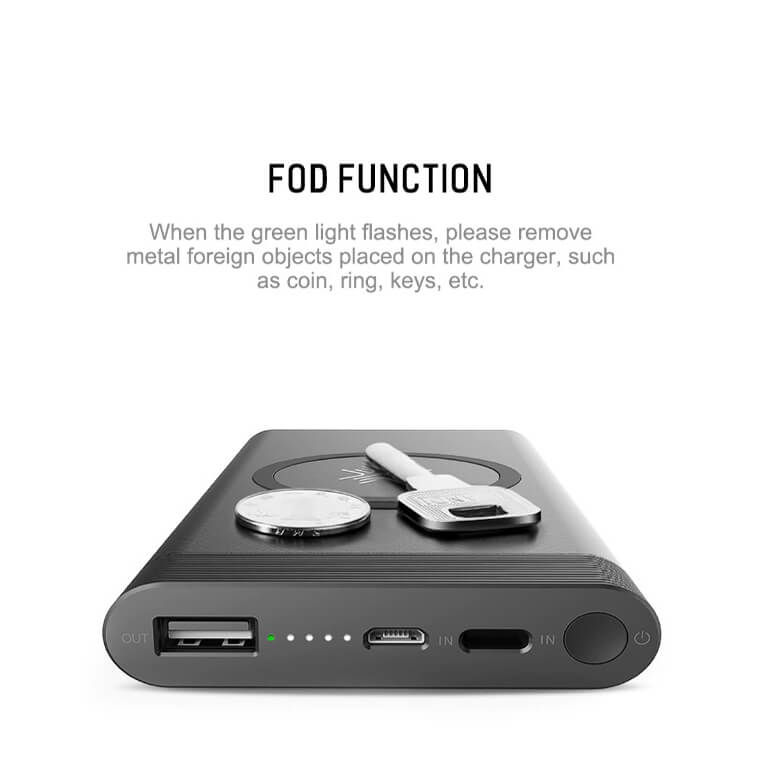 FOD FUNCTION
When the green light flashes, please remove
metal foreign objects placed on the charger, such
as coin, ring, keys, etc.
OUT
IN
IN